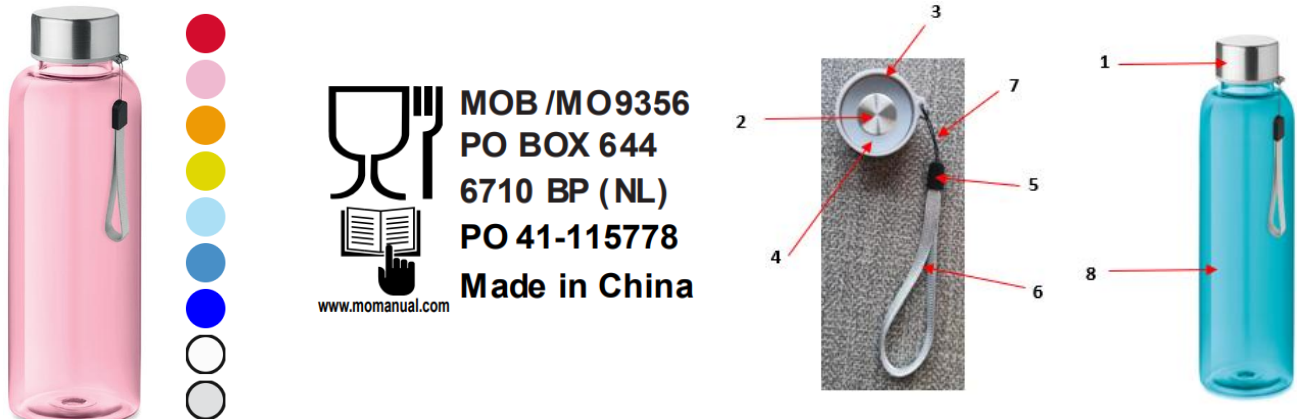 MOB /MO9356
PO BOX 644
6710 BP ( NL)
PO 41-115778
Made in China
www.momanual.com
3
1
7
2
5
4
6
8